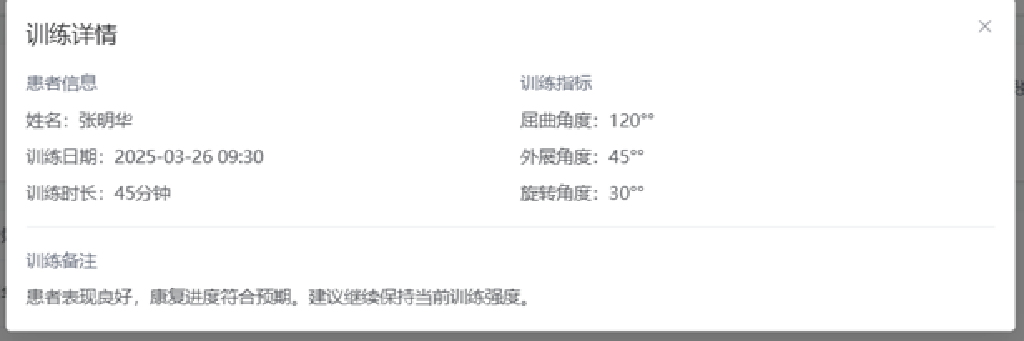 训练详情
×
患者信息
训练指标
姓名：张明华
屈曲角度：120°°
训练日期：2025-03-26 09:30
外展角度：45°°
训练时长：45分钟
旋转角度：30°°
训练备注
患者表现良好，康复进度符合预期。建议继续保持当前训练强度。